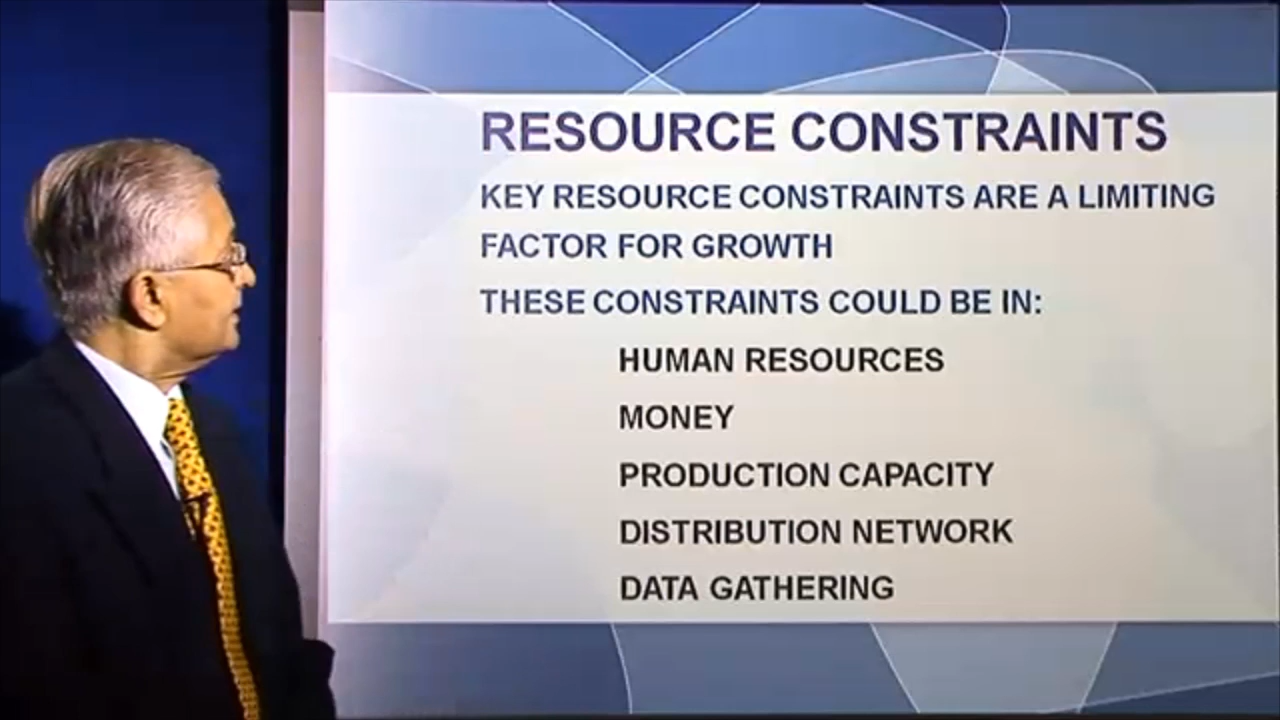 RESOURCE CONSTRAINTS
KEY RESOURCE CONSTRAINTS ARE A LIMITING
FACTOR FOR GROWTH
THESE CONSTRAINTS COULD BE IN:
HUMAN RESOURCES
MONEY
PRODUCTION CAPACITY
DISTRIBUTION NETWORK
DATA GATHERING